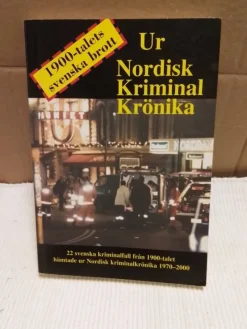 1900-talets
svenska brott
Ur
Nordisk
Kriminal
Krönika
22 svenska kriminalfall från 1900-talet
hämtade ur Nordisk kriminalkrönika 1970–2000